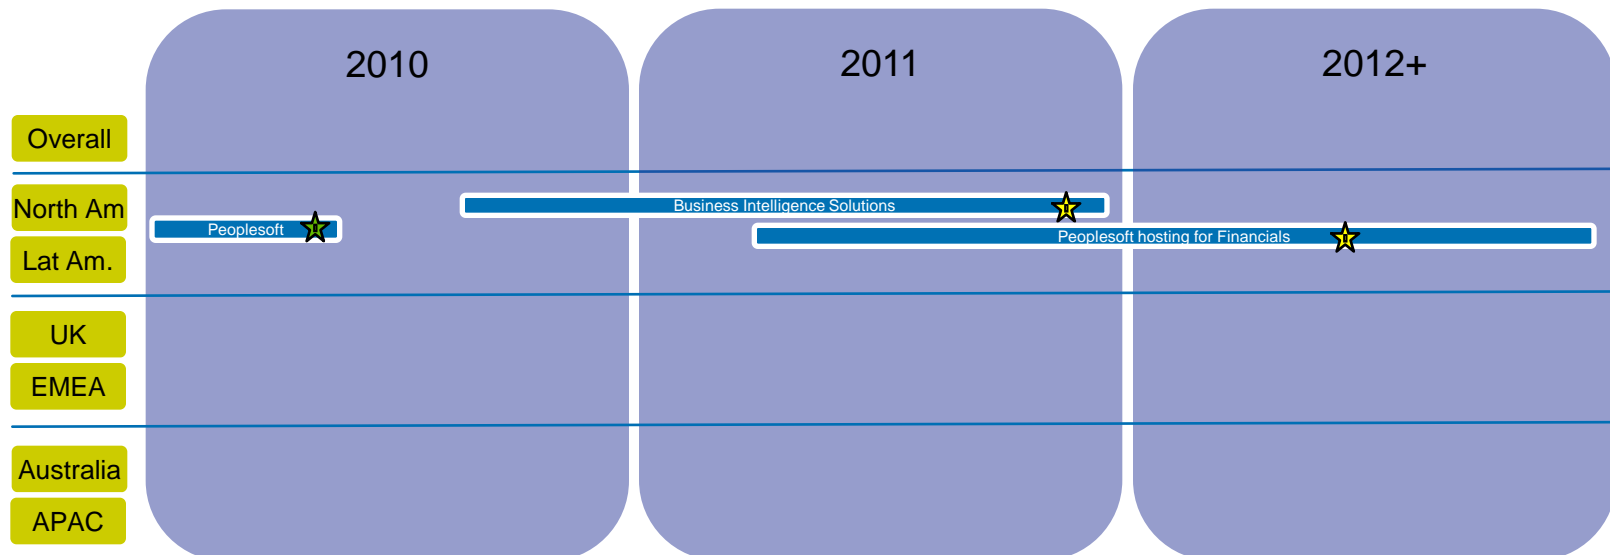 2010
2011
2012+
Overall
North Am
Business Intelligence Solutions
Peoplesoft
Peoplesoft hosting for Financials
Lat Am.
UK
EMEA
Australia
APAC